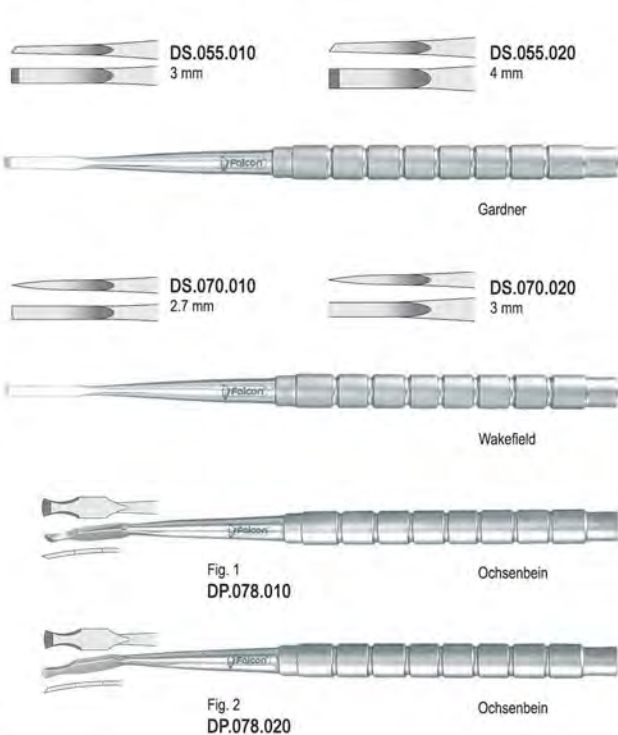 DS.055.010
3 mm
DS.055.020
4 mm
Falcon
Gardner
DS.070.010
2.7 mm
DS.070.020
3 mm
Falcon
Wakefield
Falcon
Fig. 1
DP.078.010
Ochsenbein
Falcon
Fig. 2
DP.078.020
Ochsenbein